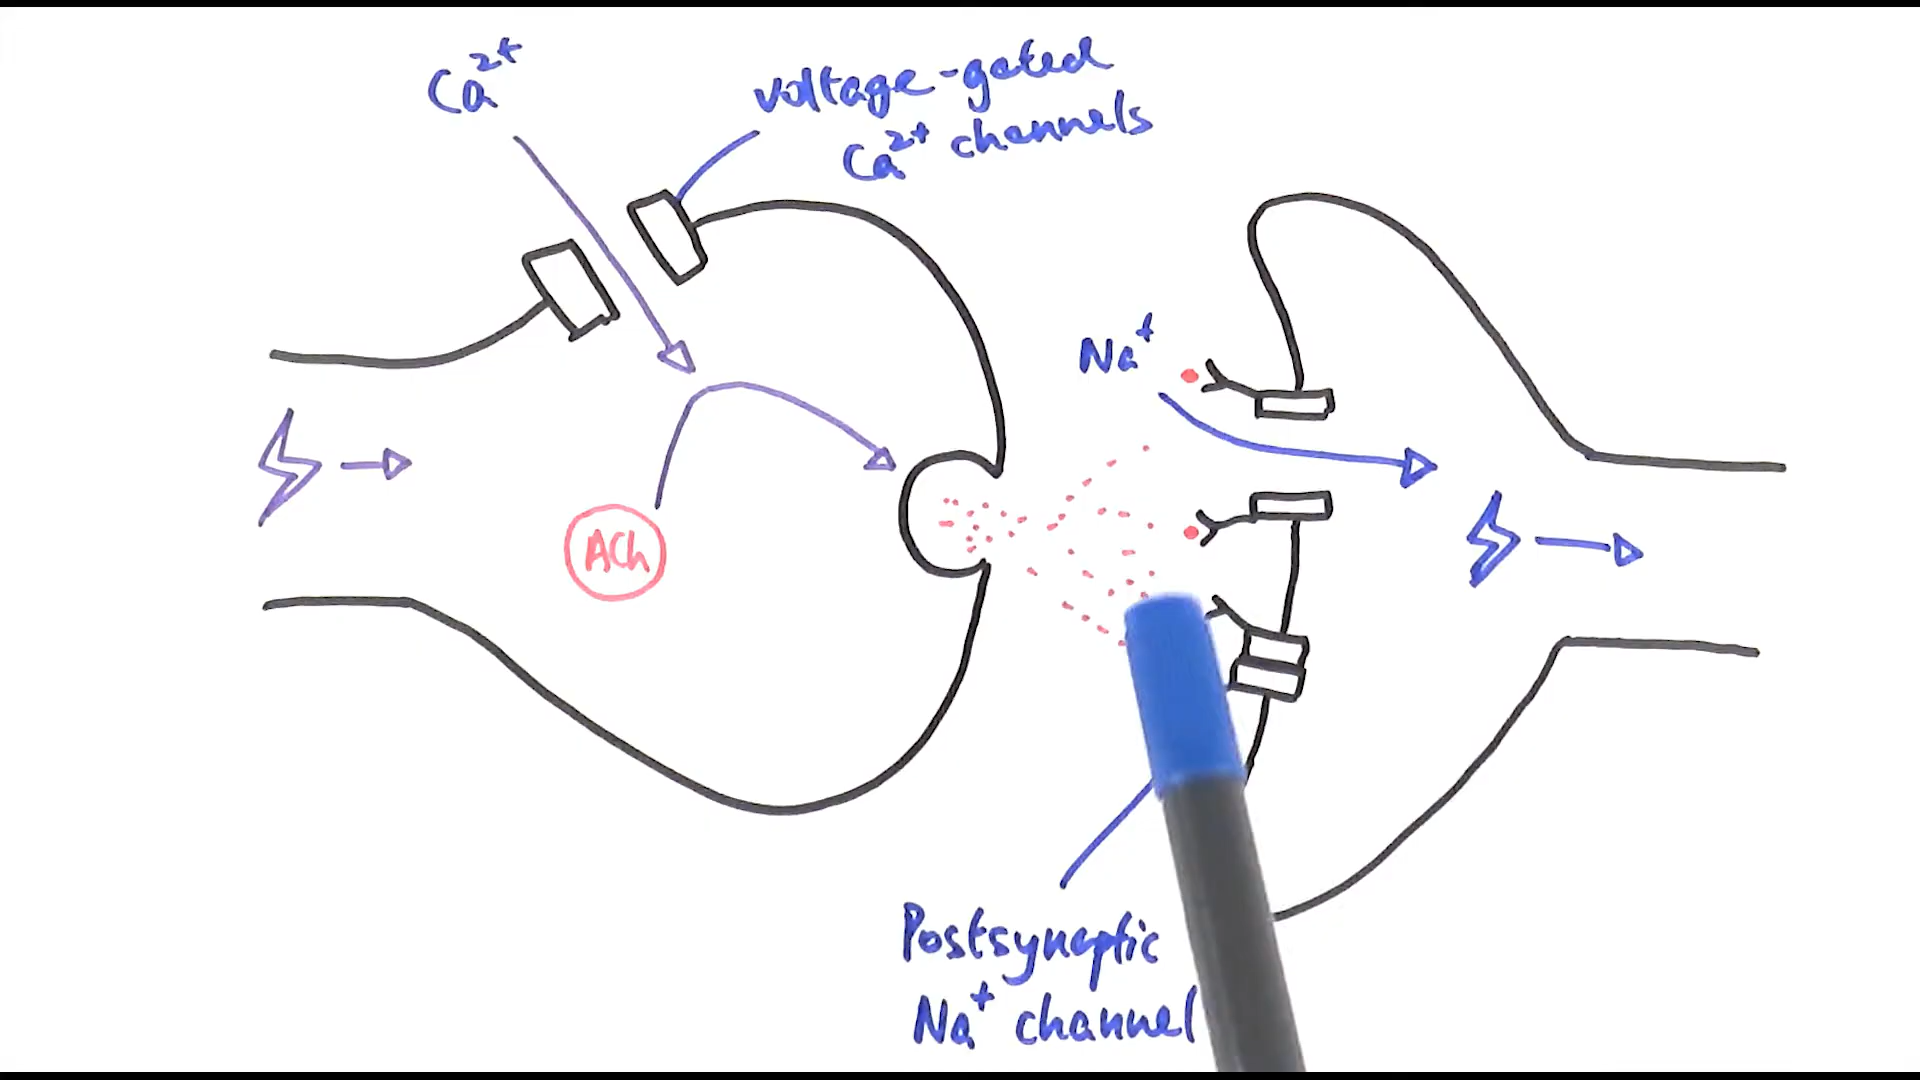 Ca²⁺
voltage-gated
Ca²⁺ channels
Na⁺
ACh
Postsynaptic
Na⁺ channel